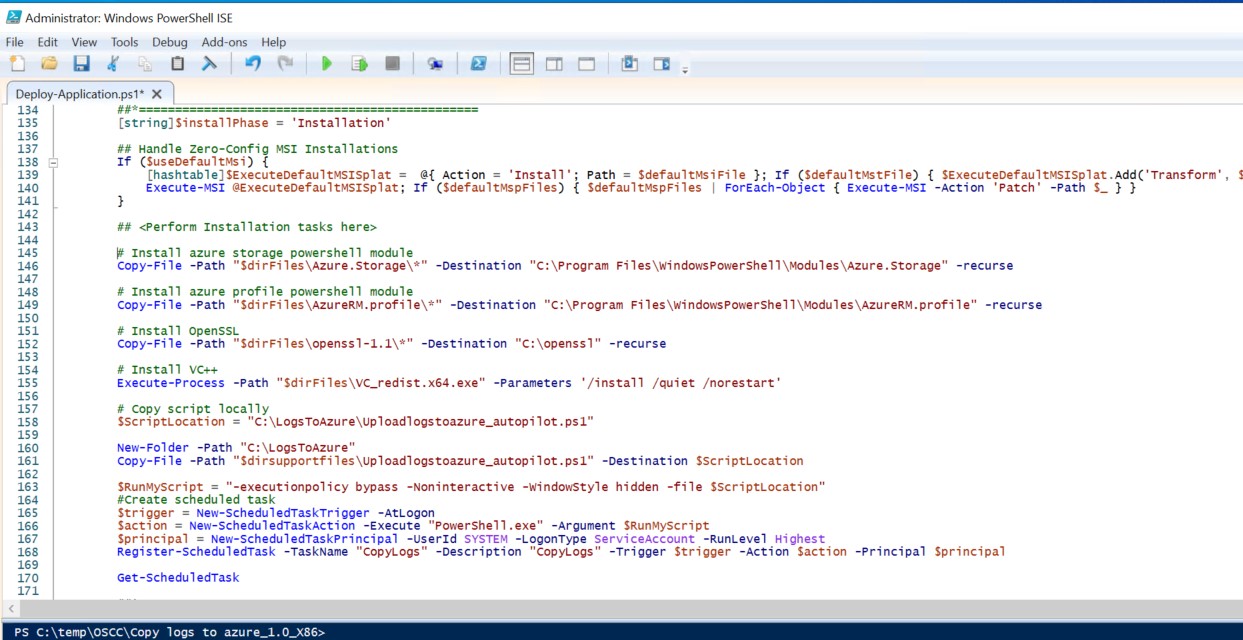 Administrator: Windows PowerShell ISE
File Edit View Tools Debug Add-ons Help
Deploy-Application.ps1* X
134 ##*===============================================
135 [string]$installPhase = 'Installation'
136
137 ## Handle Zero-Config MSI Installations
138 If ($useDefaultMsi) {
139 [hashtable]$ExecuteDefaultMSISplat = @{ Action = 'Install'; Path = $defaultMsiFile }; If ($defaultMstFile) { $ExecuteDefaultMSISplat.Add('Transform', $
140 Execute-MSI @ExecuteDefaultMSISplat; If ($defaultMspFiles) { $defaultMspFiles | ForEach-Object { Execute-MSI -Action 'Patch' -Path $_ } }
141 }
142
143 ## <Perform Installation tasks here>
144
145 # Install azure storage powershell module
146 Copy-File -Path "$dirFiles\Azure.Storage\*" -Destination "C:\Program Files\WindowsPowerShell\Modules\Azure.Storage" -recurse
147
148 # Install azure profile powershell module
149 Copy-File -Path "$dirFiles\AzureRM.profile\*" -Destination "C:\Program Files\WindowsPowerShell\Modules\AzureRM.profile" -recurse
150
151 # Install OpenSSL
152 Copy-File -Path "$dirFiles\openssl-1.1\*" -Destination "C:\openssl" -recurse
153
154 # Install VC++
155 Execute-Process -Path "$dirFiles\VC_redist.x64.exe" -Parameters '/install /quiet /norestart'
156
157 # Copy script locally
158 $ScriptLocation = "C:\LogsToAzure\Uploadlogstoazure_autopilot.ps1"
159
160 New-Folder -Path "C:\LogsToAzure"
161 Copy-File -Path "$dirsupportfiles\Uploadlogstoazure_autopilot.ps1" -Destination $ScriptLocation
162
163 $RunMyScript = "-executionpolicy bypass -Noninteractive -WindowStyle hidden -file $ScriptLocation"
164 #Create scheduled task
165 $trigger = New-ScheduledTaskTrigger -AtLogon
166 $action = New-ScheduledTaskAction -Execute "PowerShell.exe" -Argument $RunMyScript
167 $principal = New-ScheduledTaskPrincipal -UserId SYSTEM -LogonType ServiceAccount -RunLevel Highest
168 Register-ScheduledTask -TaskName "CopyLogs" -Description "CopyLogs" -Trigger $trigger -Action $action -Principal $principal
169
170 Get-ScheduledTask
171
PS C:\temp\OSCC\Copy logs to azure_1.0_X86>